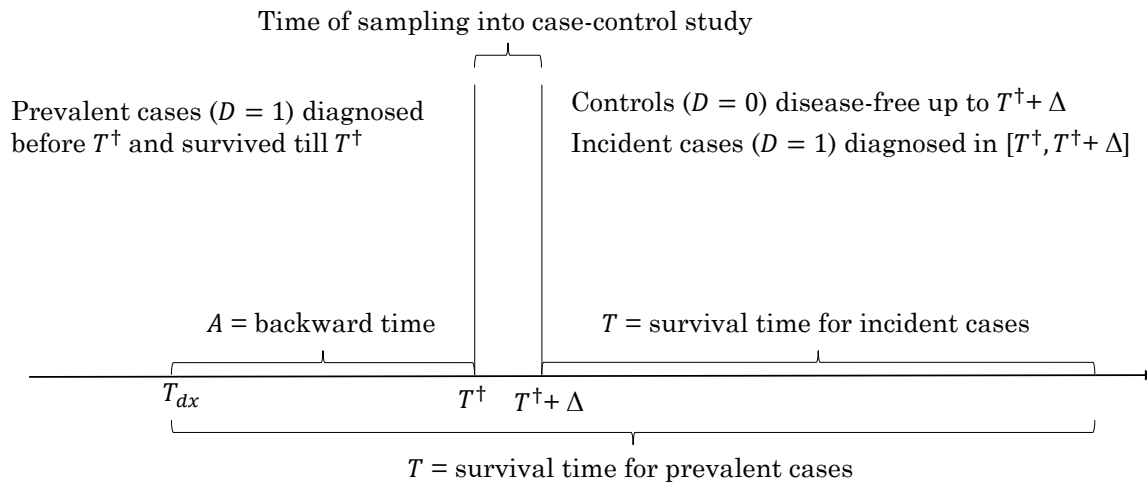 Time of sampling into case-control study
Prevalent cases (D = 1) diagnosed
before T† and survived till T†
Controls (D = 0) disease-free up to T†+ Δ
Incident cases (D = 1) diagnosed in [T†, T†+ Δ]
A = backward time
T = survival time for incident cases
T_dx
T†
T†+ Δ
T = survival time for prevalent cases